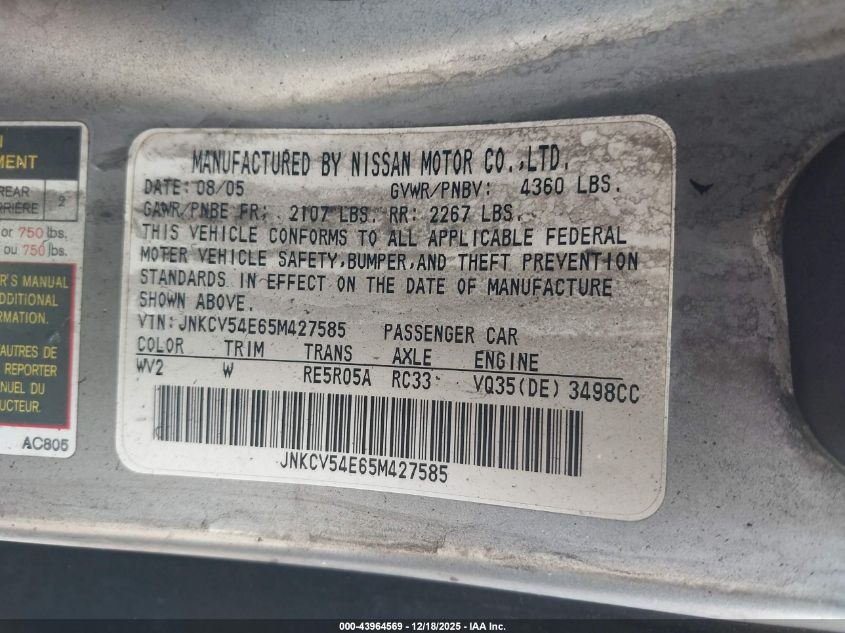 MENT
REAR
RRIÈRE 2
or 750 lbs.
ou 750 lbs.
R'S MANUAL
ADDITIONAL
RMATION.
AUTRES DE
REPORTER
NUEL DU
UCTEUR.
AC805
MANUFACTURED BY NISSAN MOTOR CO.,LTD.
DATE: 08/05 GVWR/PNBV: 4360 LBS.
GAWR/PNBE FR: 2107 LBS. RR: 2267 LBS.
THIS VEHICLE CONFORMS TO ALL APPLICABLE FEDERAL
MOTER VEHICLE SAFETY,BUMPER,AND THEFT PREVENTION
STANDARDS IN EFFECT ON THE DATE OF MANUFACTURE
SHOWN ABOVE.
VIN:JNKCV54E65M427585 PASSENGER CAR
COLOR TRIM TRANS AXLE ENGINE
WV2 W RE5R05A RC33 VQ35(DE) 3498CC
JNKCV54E65M427585
000-43964569 - 12/18/2025 - IAA Inc.